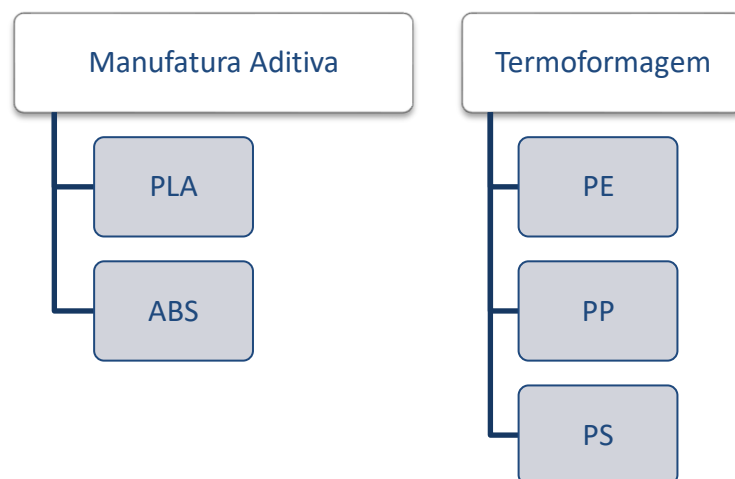 Manufatura Aditiva
PLA
ABS
Termoformagem
PE
PP
PS